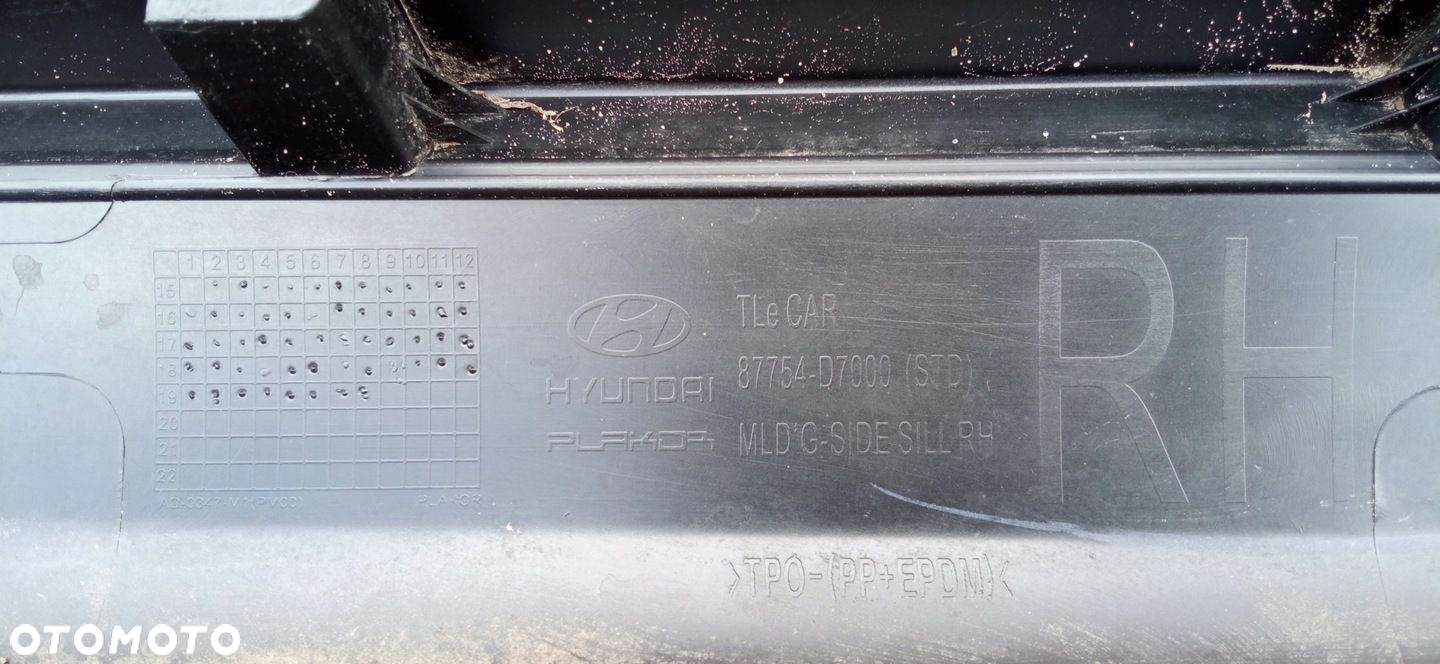 1 2 3 4 5 6 7 8 9 10 11 12
15
16
17
18
19
20
21
22
PLAKOR
HYUNDAI
PLAKOR
TLe CAR
87754-D7000 (STD)
MLD'G-SIDE SILL RH
RH
>TPO-(PP+EPDM)<
OTOMOTO